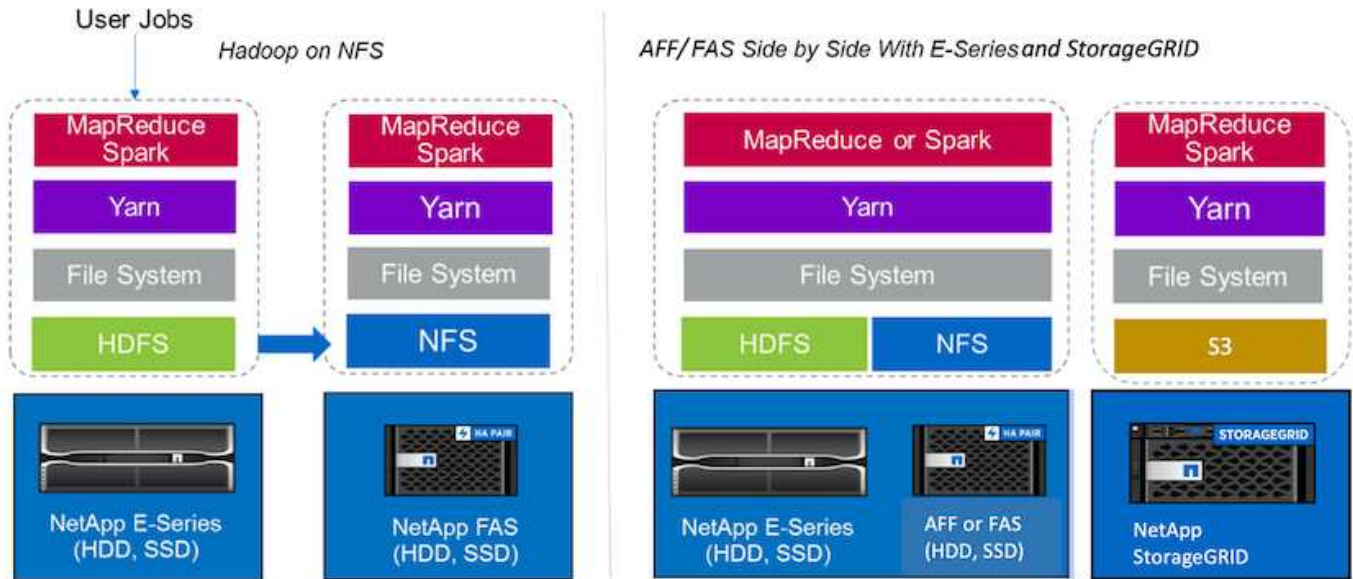 User Jobs
Hadoop on NFS
MapReduce
Spark
Yarn
File System
HDFS
NetApp E-Series
(HDD, SSD)
MapReduce
Spark
Yarn
File System
NFS
HA PAIR
NetApp FAS
(HDD, SSD)
AFF/FAS Side by Side With E-Series and StorageGRID
MapReduce or Spark
Yarn
File System
HDFS
NFS
NetApp E-Series
(HDD, SSD)
HA PAIR
AFF or FAS
(HDD, SSD)
MapReduce
Spark
Yarn
File System
S3
STORAGEGRID
NetApp
StorageGRID